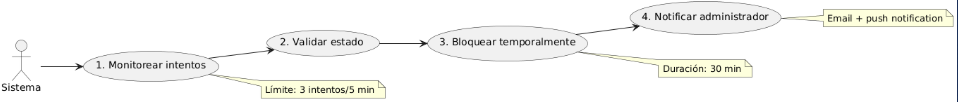 Sistema
1. Monitorear intentos
Límite: 3 intentos/5 min
2. Validar estado
3. Bloquear temporalmente
Duración: 30 min
4. Notificar administrador
Email + push notification